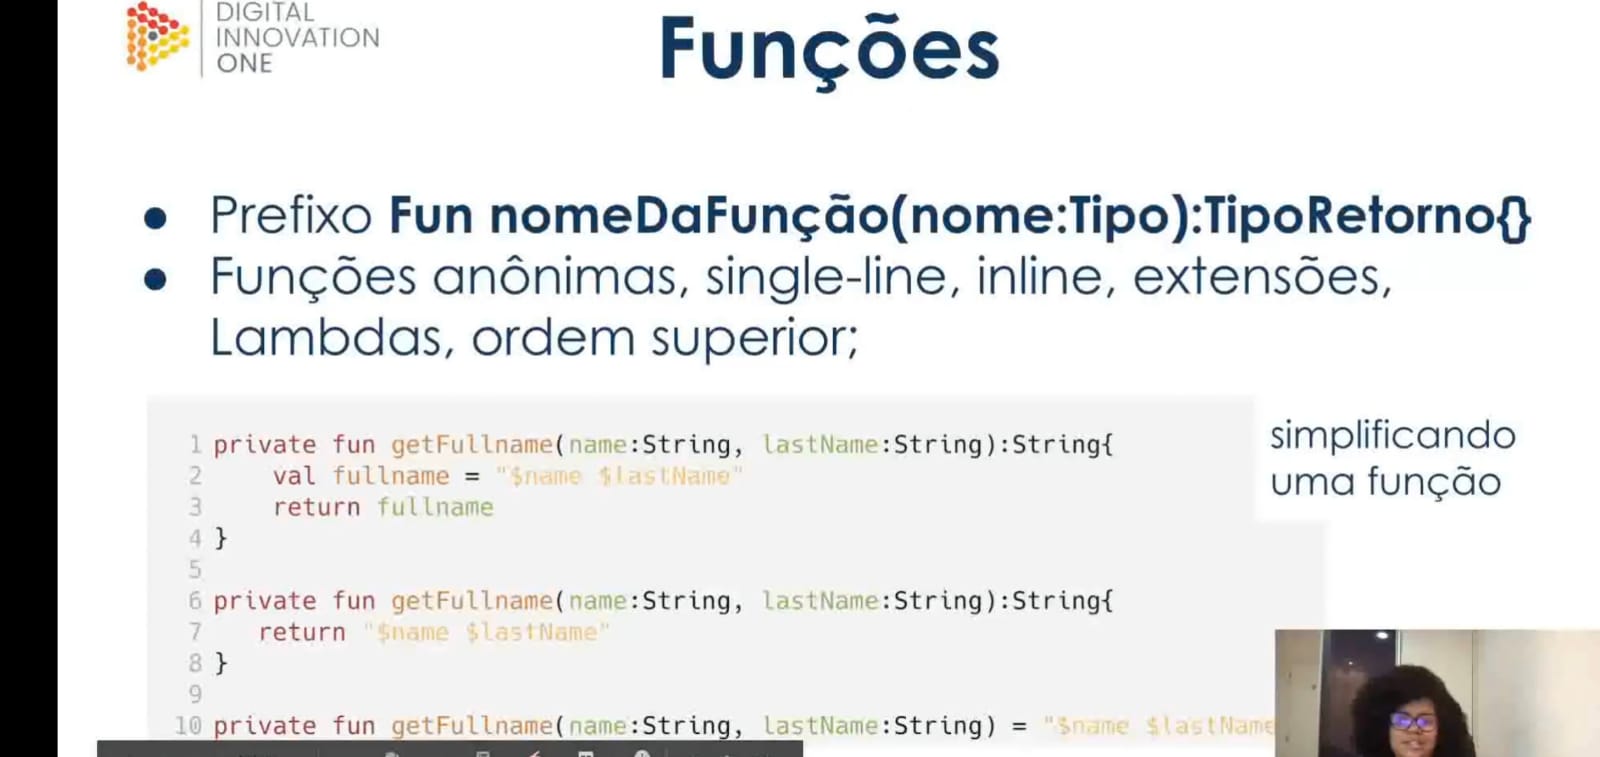 DIGITAL
INNOVATION
ONE
Funções
● Prefixo Fun nomeDaFunção(nome:Tipo):TipoRetorno{}
● Funções anônimas, single-line, inline, extensões,
Lambdas, ordem superior;
simplificando
uma função
1 private fun getFullname(name:String, lastName:String):String{
2     val fullname = "$name $lastName"
3     return fullname
4 }
5
6 private fun getFullname(name:String, lastName:String):String{
7    return "$name $lastName"
8 }
9
10 private fun getFullname(name:String, lastName:String) = "$name $lastName